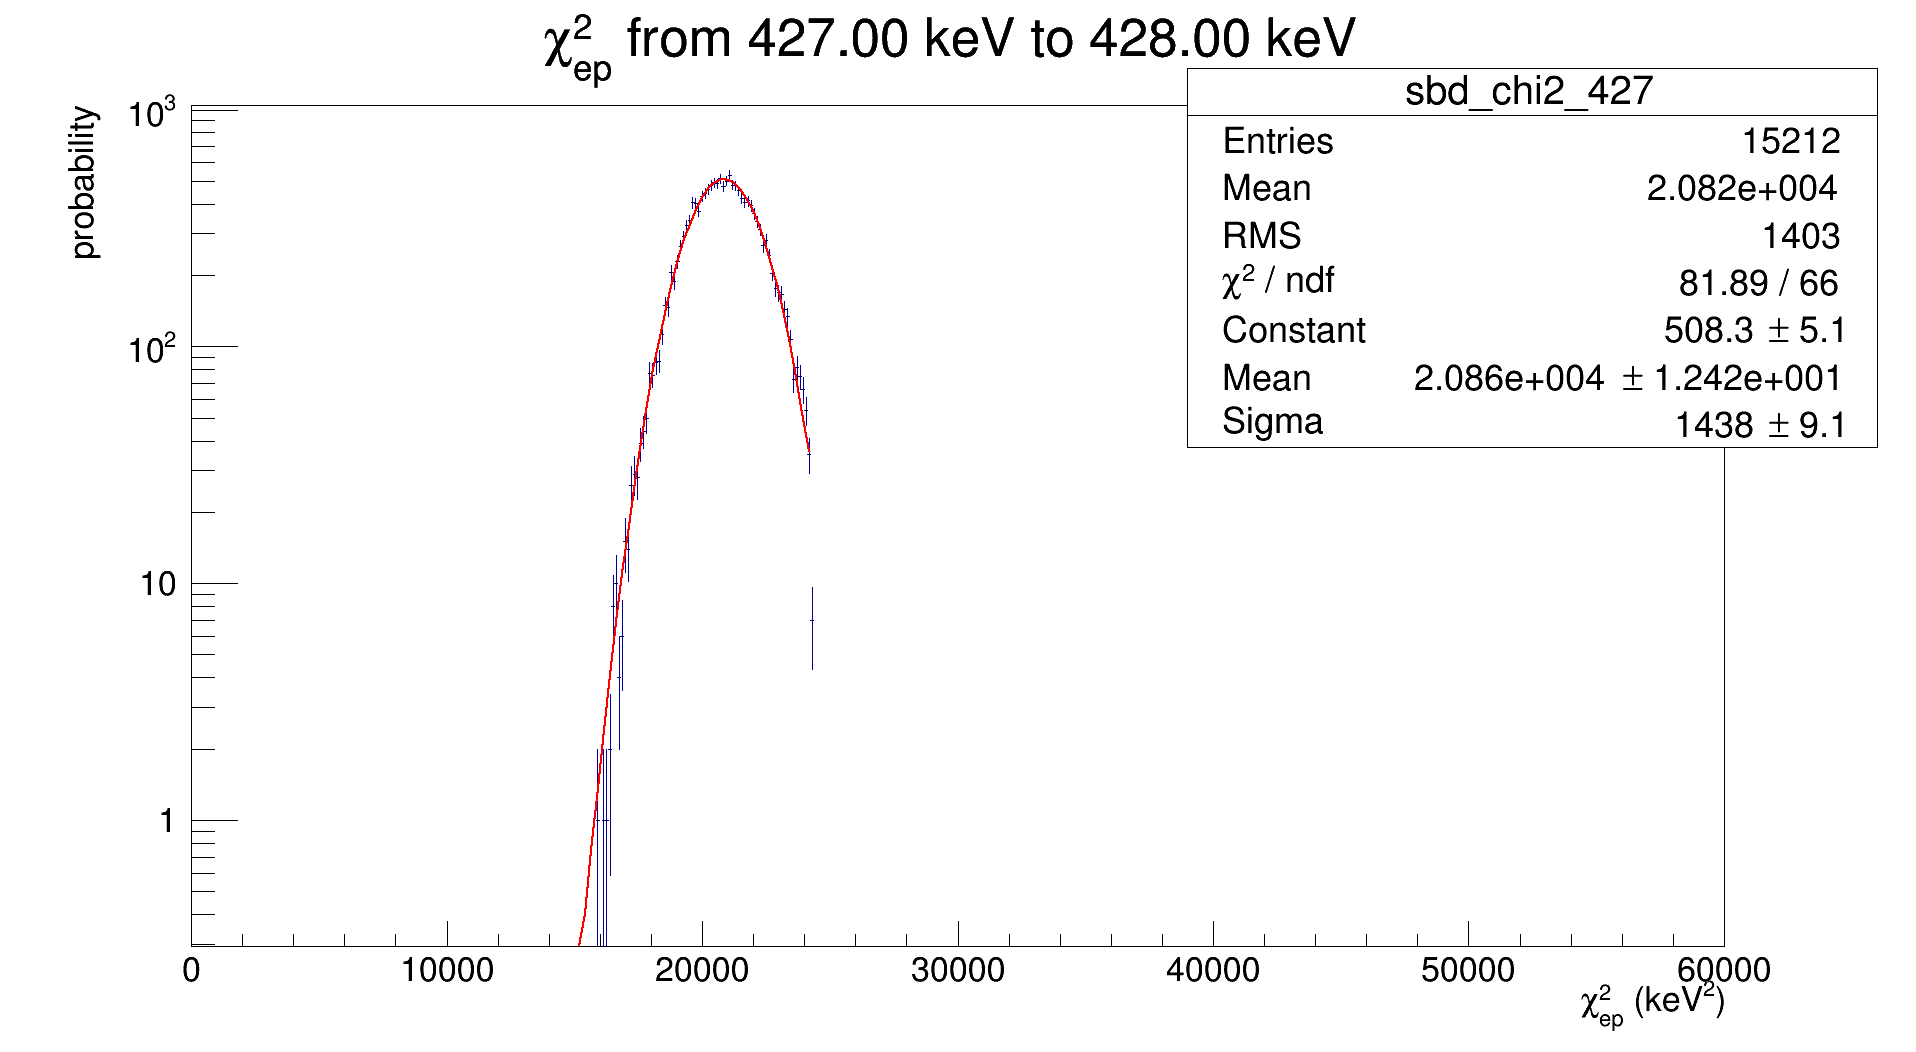 χ²ep from 427.00 keV to 428.00 keV
sbd_chi2_427
Entries 15212
Mean 2.082e+004
RMS 1403
χ² / ndf 81.89 / 66
Constant 508.3 ± 5.1
Mean 2.086e+004 ± 1.242e+001
Sigma 1438 ± 9.1
probability
10³
10²
10
1
0 10000 20000 30000 40000 50000 60000
χ²ep (keV²)